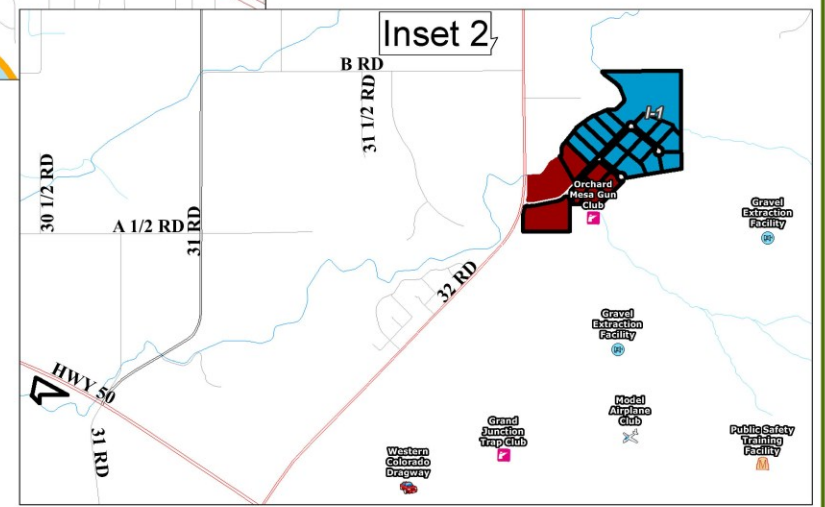 Inset 2
B RD
31 1/2 RD
30 1/2 RD
A 1/2 RD
31 RD
I-1
Orchard
Mesa Gun
Club
Gravel
Extraction
Facility
32 RD
Gravel
Extraction
Facility
HWY 50
31 RD
Model
Airplane
Club
Grand
Junction
Trap Club
Public Safety
Training
Facility
Western
Colorado
Dragway